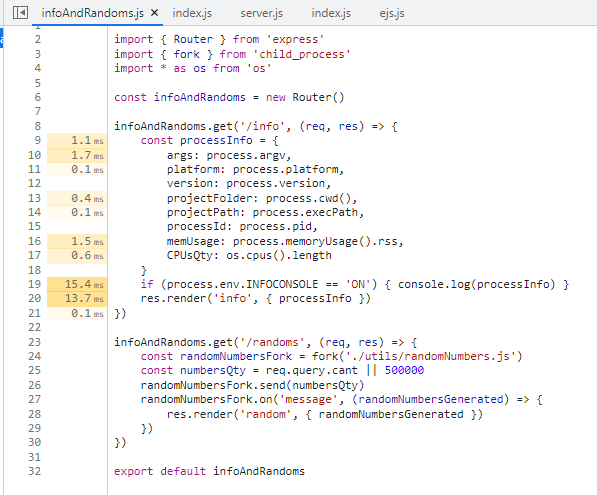 infoAndRandoms.js × index.js server.js index.js ejs.js
1
2 import { Router } from 'express'
3 import { fork } from 'child_process'
4 import * as os from 'os'
5
6 const infoAndRandoms = new Router()
7
8 infoAndRandoms.get('/info', (req, res) => {
9 1.1 ms const processInfo = {
10 1.7 ms args: process.argv,
11 0.1 ms platform: process.platform,
12 version: process.version,
13 0.4 ms projectFolder: process.cwd(),
14 0.1 ms projectPath: process.execPath,
15 processId: process.pid,
16 1.5 ms memUsage: process.memoryUsage().rss,
17 0.6 ms CPUsQty: os.cpus().length
18 }
19 15.4 ms if (process.env.INFOCONSOLE == 'ON') { console.log(processInfo) }
20 13.7 ms res.render('info', { processInfo })
21 0.1 ms })
22
23 infoAndRandoms.get('/randoms', (req, res) => {
24 const randomNumbersFork = fork('./utils/randomNumbers.js')
25 const numbersQty = req.query.cant || 500000
26 randomNumbersFork.send(numbersQty)
27 randomNumbersFork.on('message', (randomNumbersGenerated) => {
28 res.render('random', { randomNumbersGenerated })
29 })
30 })
31
32 export default infoAndRandoms